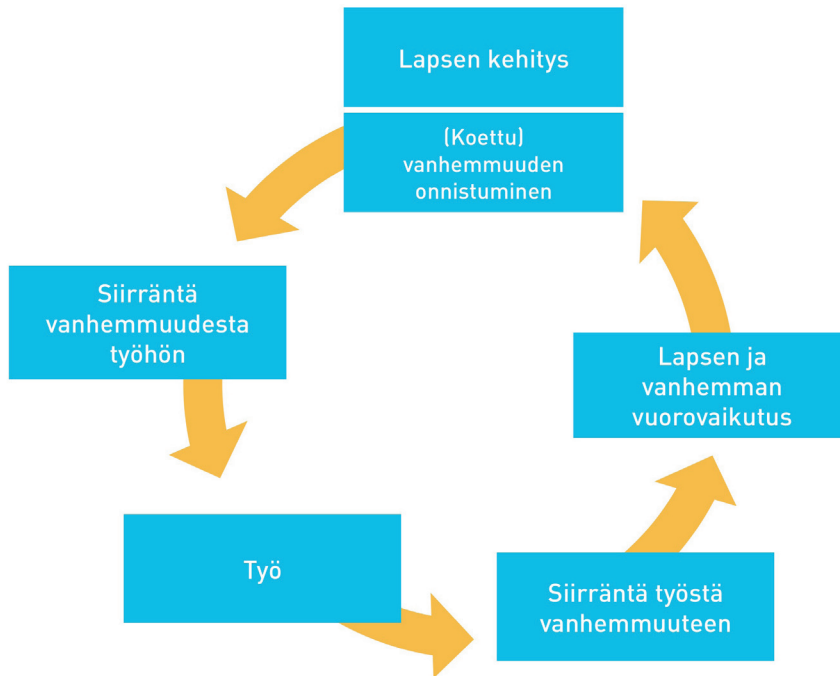 Lapsen kehitys
(Koettu)
vanhemmuuden
onnistuminen
Siirräntä
vanhemmuudesta
työhön
Lapsen ja
vanhemman
vuorovaikutus
Työ
Siirräntä työstä
vanhemmuuteen